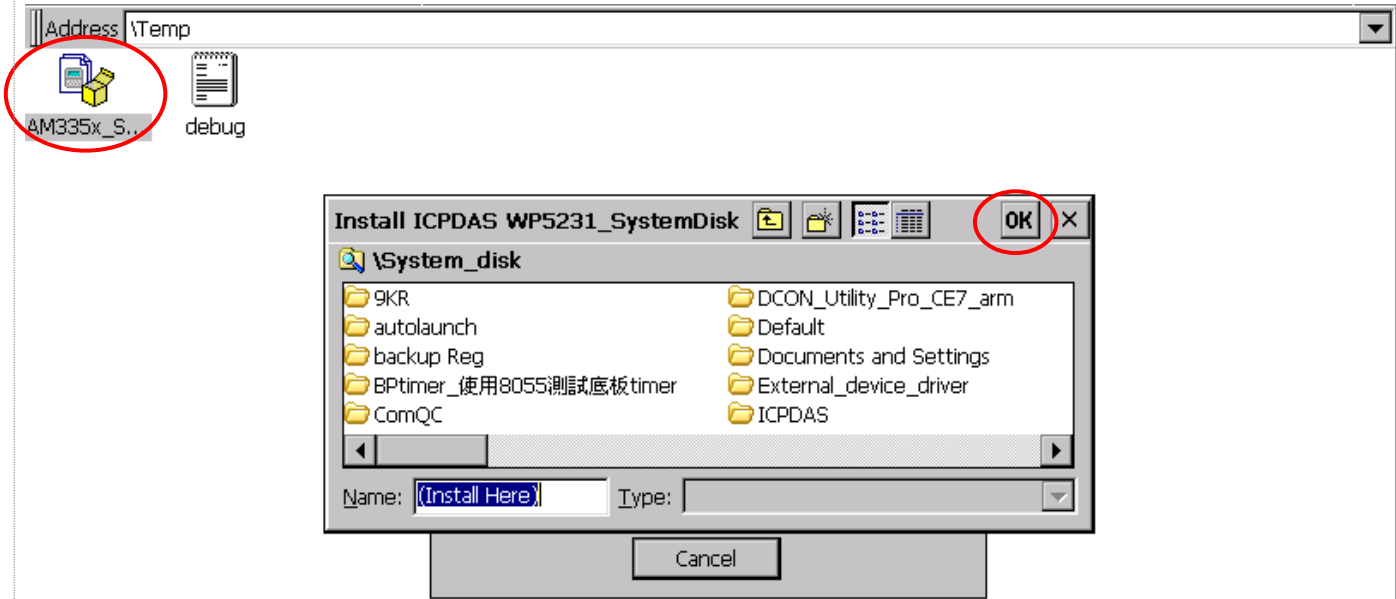 Address \Temp
AM335x_S...
debug
Install ICPDAS WP5231_SystemDisk OK
\System_disk
9KR
autolaunch
backup Reg
BPtimer_使用8055測試底板timer
ComQC
DCON_Utility_Pro_CE7_arm
Default
Documents and Settings
External_device_driver
ICPDAS
Name: (Install Here) Type:
Cancel